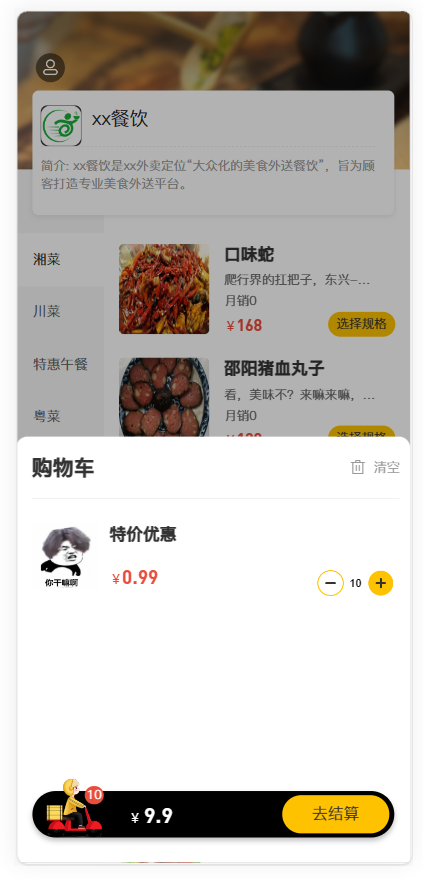 xx餐饮
简介: xx餐饮是xx外卖定位“大众化的美食外送餐饮”，旨为顾
客打造专业美食外送平台。
湘菜
川菜
特惠午餐
粤菜
口味蛇
爬行界的扛把子，东兴-...
月销0
￥168
选择规格
邵阳猪血丸子
看，美味不？来嘛来嘛，...
月销0
购物车
清空
你干嘛啊
特价优惠
￥0.99
10
10
￥9.9
去结算